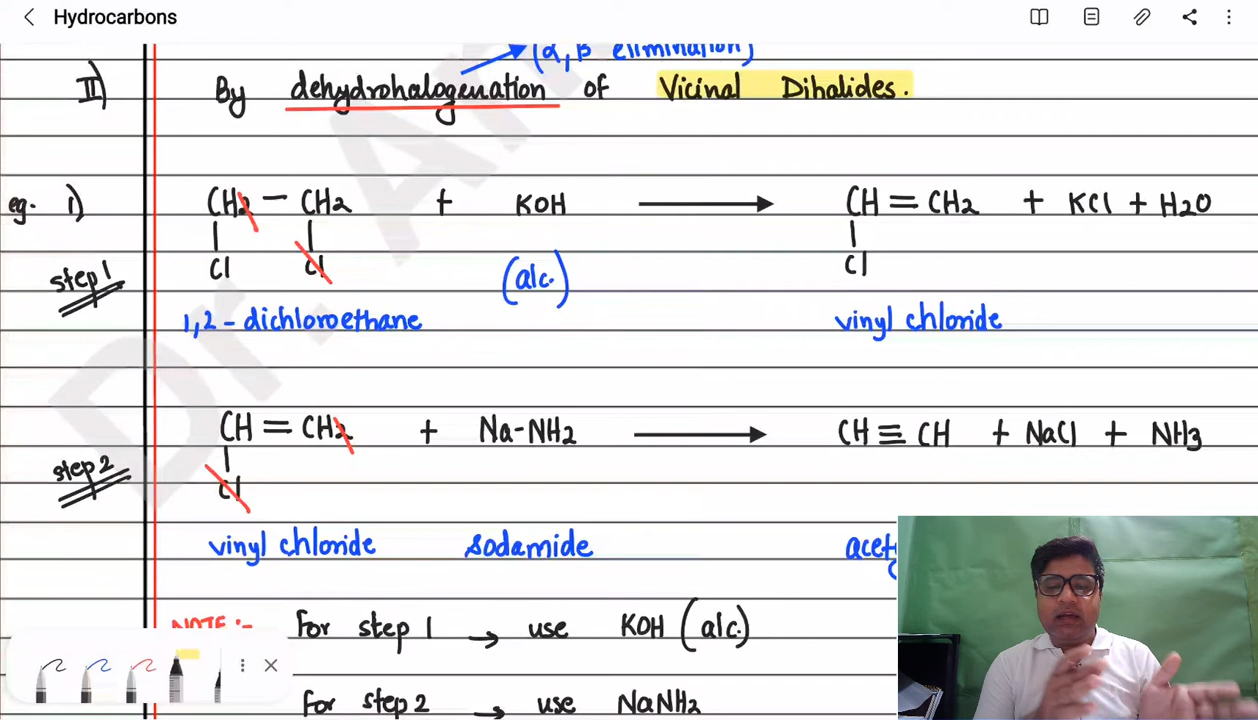 Hydrocarbons
(α, β elimination)
II) By dehydrohalogenation of Vicinal Dihalides.
eg. i) CH2 – CH2 + KOH ⟶ CH = CH2 + KCl + H2O
Cl Cl (alc.) Cl
step 1
1,2 - dichloroethane vinyl chloride
CH = CH2 + Na-NH2 ⟶ CH ≡ CH + NaCl + NH3
Cl
step 2
vinyl chloride sodamide
NOTE :- For step 1 → use KOH (alc.)
For step 2 → use NaNH2